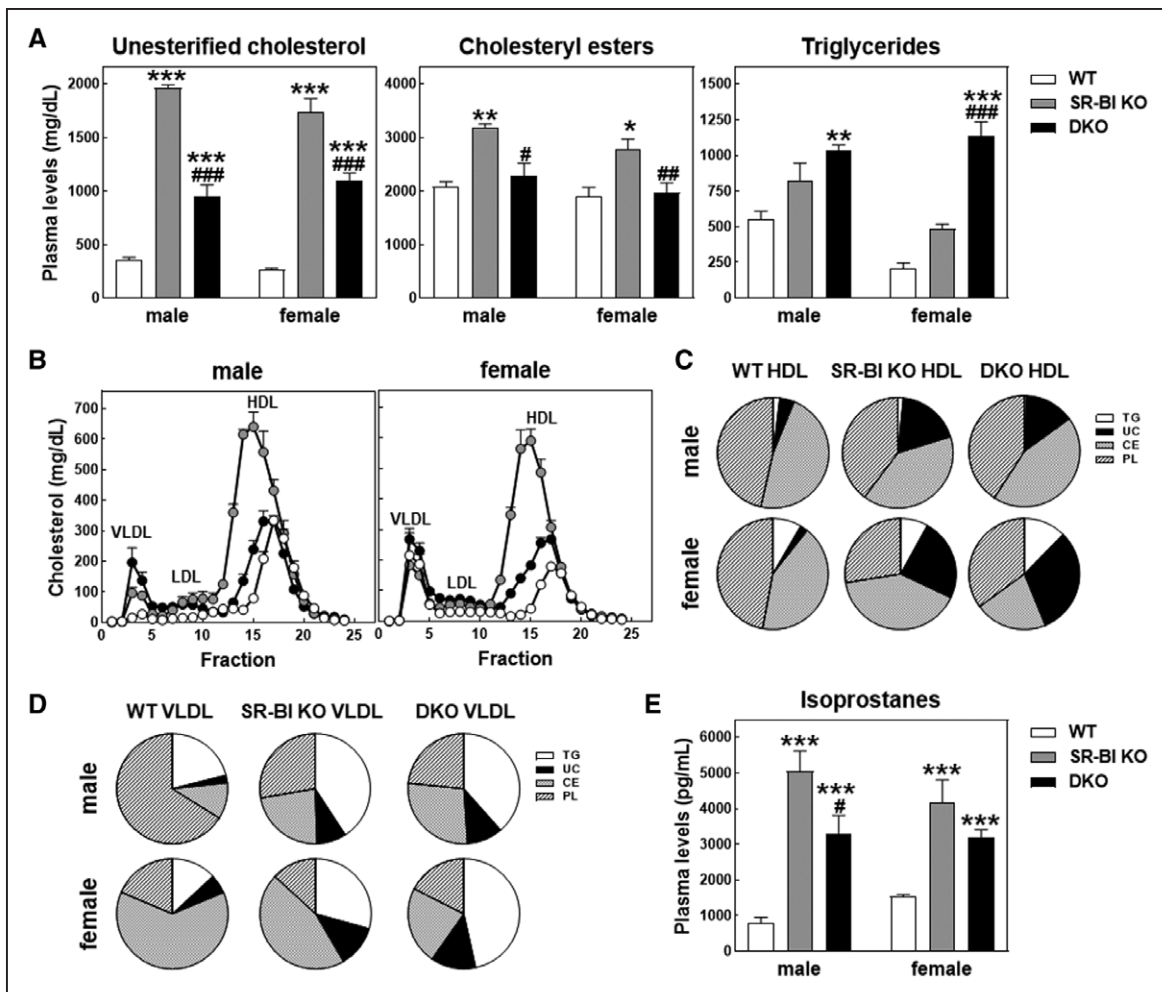 A
Unesterified cholesterol
Cholesteryl esters
Triglycerides
Plasma levels (mg/dL)
2000
1500
1000
500
0
***
***
###
***
***
###
male
female
4000
3000
2000
1000
0
**
#
*
##
male
female
1500
1250
1000
750
500
250
0
**
***
###
male
female
WT
SR-BI KO
DKO
B
male
female
Cholesterol (mg/dL)
700
600
500
400
300
200
100
0
VLDL
LDL
HDL
0 5 10 15 20 25
Fraction
VLDL
LDL
HDL
0 5 10 15 20 25
Fraction
C
WT HDL
SR-BI KO HDL
DKO HDL
male
female
TG
UC
CE
PL
D
WT VLDL
SR-BI KO VLDL
DKO VLDL
male
female
TG
UC
CE
PL
E
Isoprostanes
Plasma levels (pg/mL)
6000
5000
4000
3000
2000
1000
0
***
***
#
***
***
male
female
WT
SR-BI KO
DKO